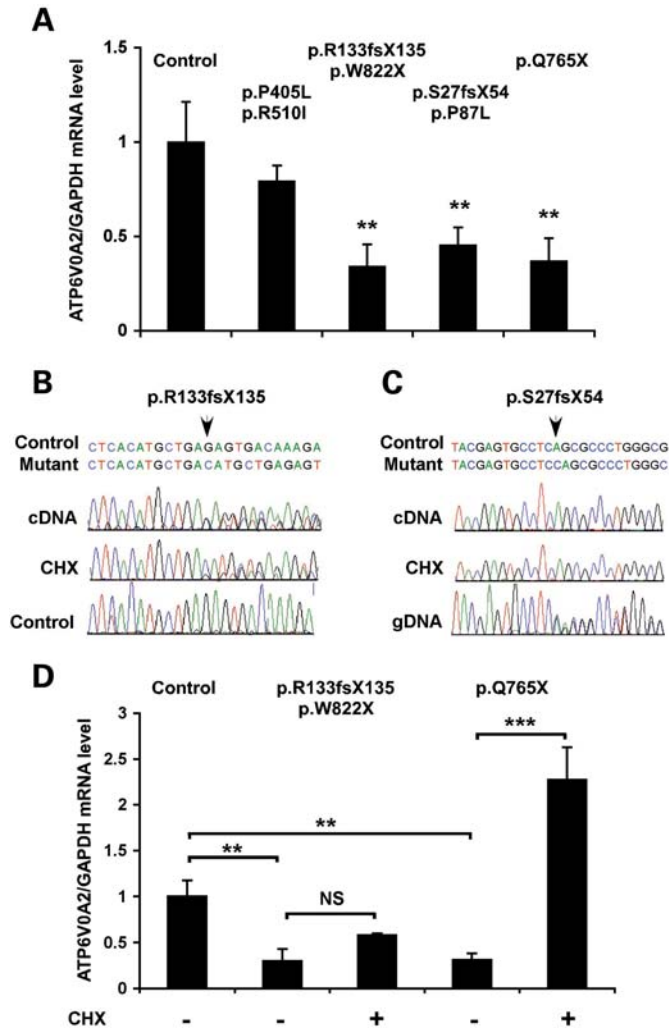 A
ATP6V0A2/GAPDH mRNA level
Control
p.P405L
p.R510I
p.R133fsX135
p.W822X
p.S27fsX54
p.P87L
p.Q765X
1
0.5
0
**
**
**
B
p.R133fsX135
Control CTCACATGCTGAGAGTGACAAAGA
Mutant CTCACATGCTGACATGCTGAGAGT
cDNA
CHX
Control
C
p.S27fsX54
Control TACGAGTGCCTCAGCGCCCTGGGCG
Mutant TACGAGTGCCTCCAGCGCCCTGGGC
cDNA
CHX
gDNA
D
ATP6V0A2/GAPDH mRNA level
Control
p.R133fsX135
p.W822X
p.Q765X
3
2.5
2
1.5
1
0.5
0
***
**
**
NS
CHX - - + - +